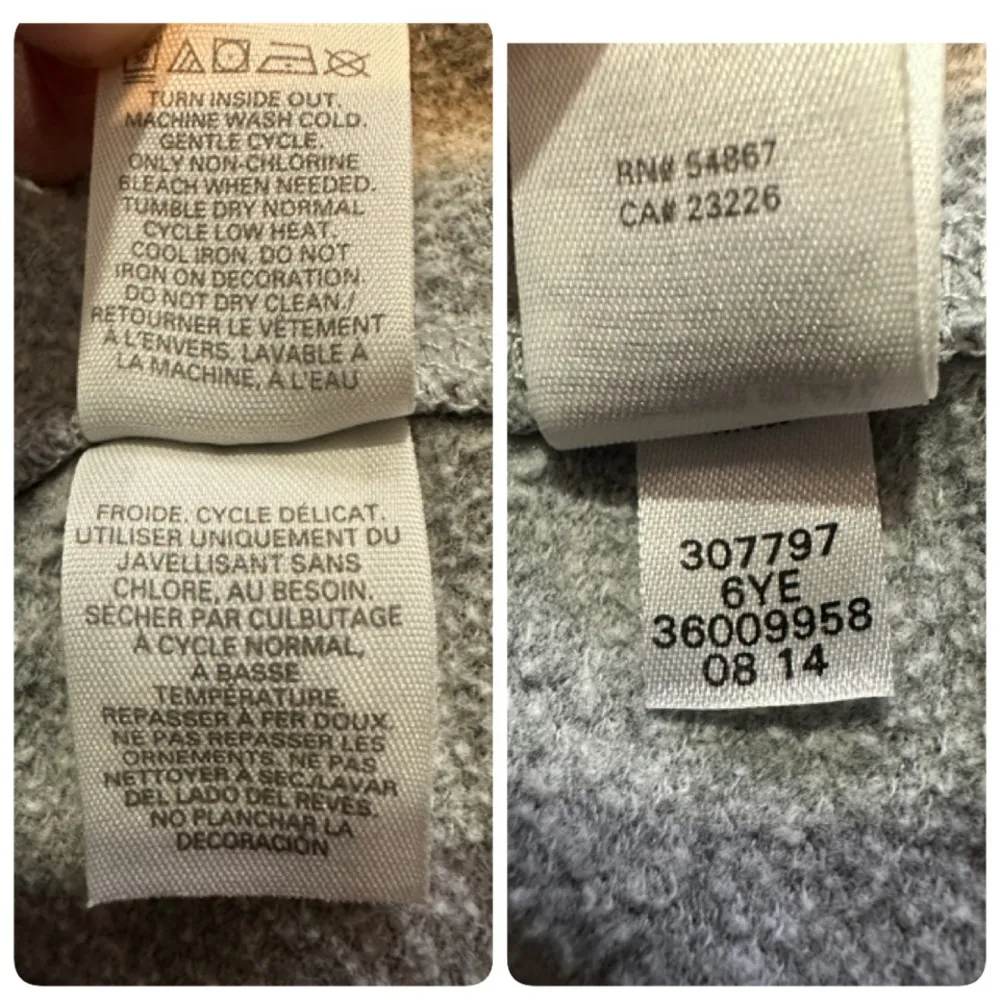 TURN INSIDE OUT.
MACHINE WASH COLD.
GENTLE CYCLE.
ONLY NON-CHLORINE
BLEACH WHEN NEEDED.
TUMBLE DRY NORMAL
CYCLE LOW HEAT.
COOL IRON. DO NOT
IRON ON DECORATION.
DO NOT DRY CLEAN./
RETOURNER LE VÊTEMENT
À L'ENVERS. LAVABLE À
LA MACHINE, À L'EAU
FROIDE. CYCLE DÉLICAT.
UTILISER UNIQUEMENT DU
JAVELLISANT SANS
CHLORE, AU BESOIN.
SÉCHER PAR CULBUTAGE
À CYCLE NORMAL,
À BASSE
TEMPÉRATURE.
REPASSER À FER DOUX.
NE PAS REPASSER LES
ORNEMENTS. NE PAS
NETTOYER À SEC./LAVAR
DEL LADO DEL REVÉS.
NO PLANCHAR LA
DECORACIÓN
RN# 54867
CA# 23226
307797
6YE
36009958
08 14